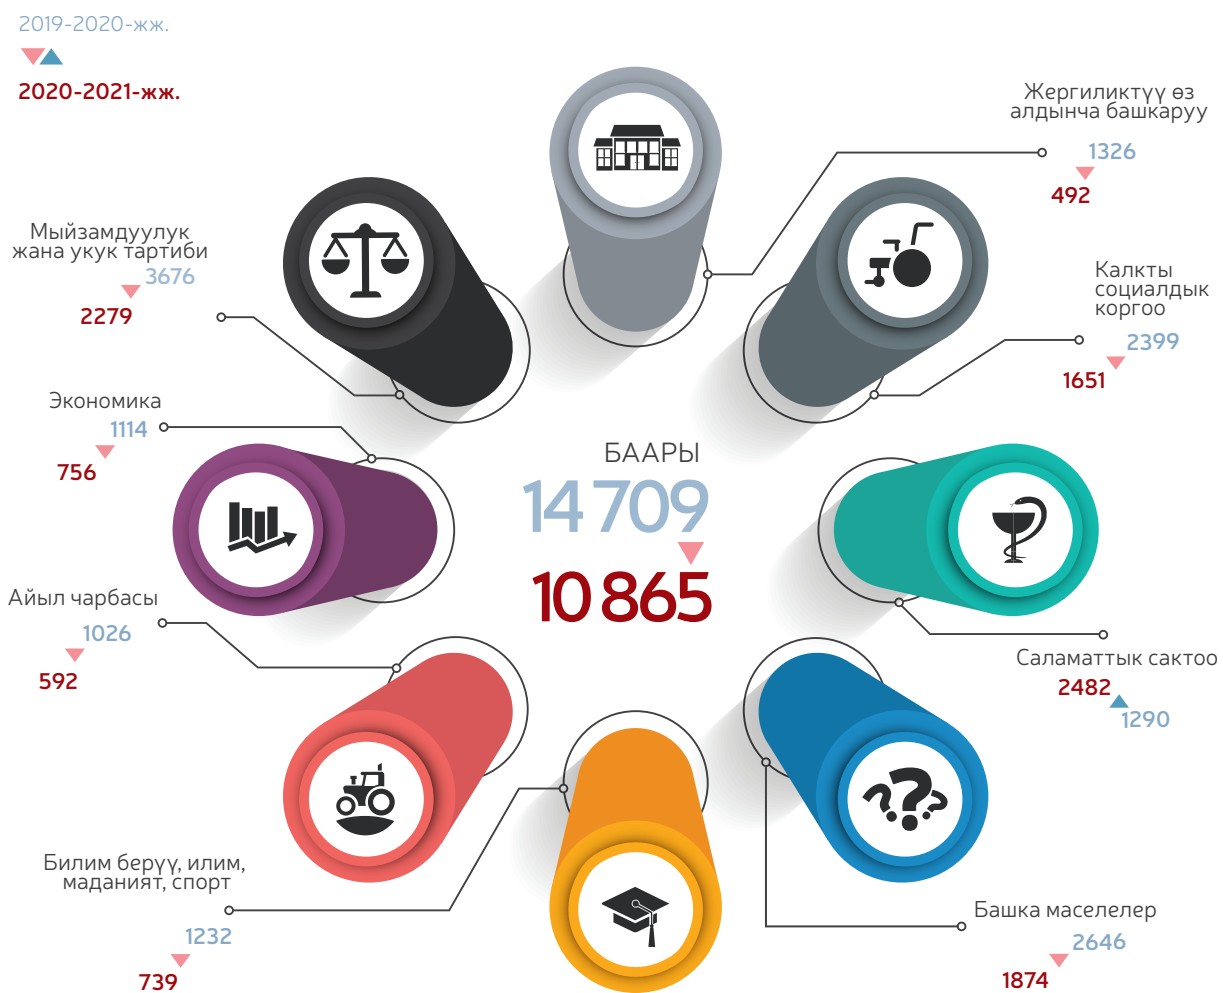 2019-2020-жж.
2020-2021-жж.
Жергиликтүү өз
алдынча башкаруу
1326
492
Мыйзамдуулук
жана укук тартиби
3676
2279
Калкты
социалдык
коргоо
2399
1651
Экономика
1114
756
БААРЫ
14 709
10 865
Айыл чарбасы
1026
592
Саламаттык сактоо
2482
1290
Билим берүү, илим,
маданият, спорт
1232
739
Башка маселелер
2646
1874